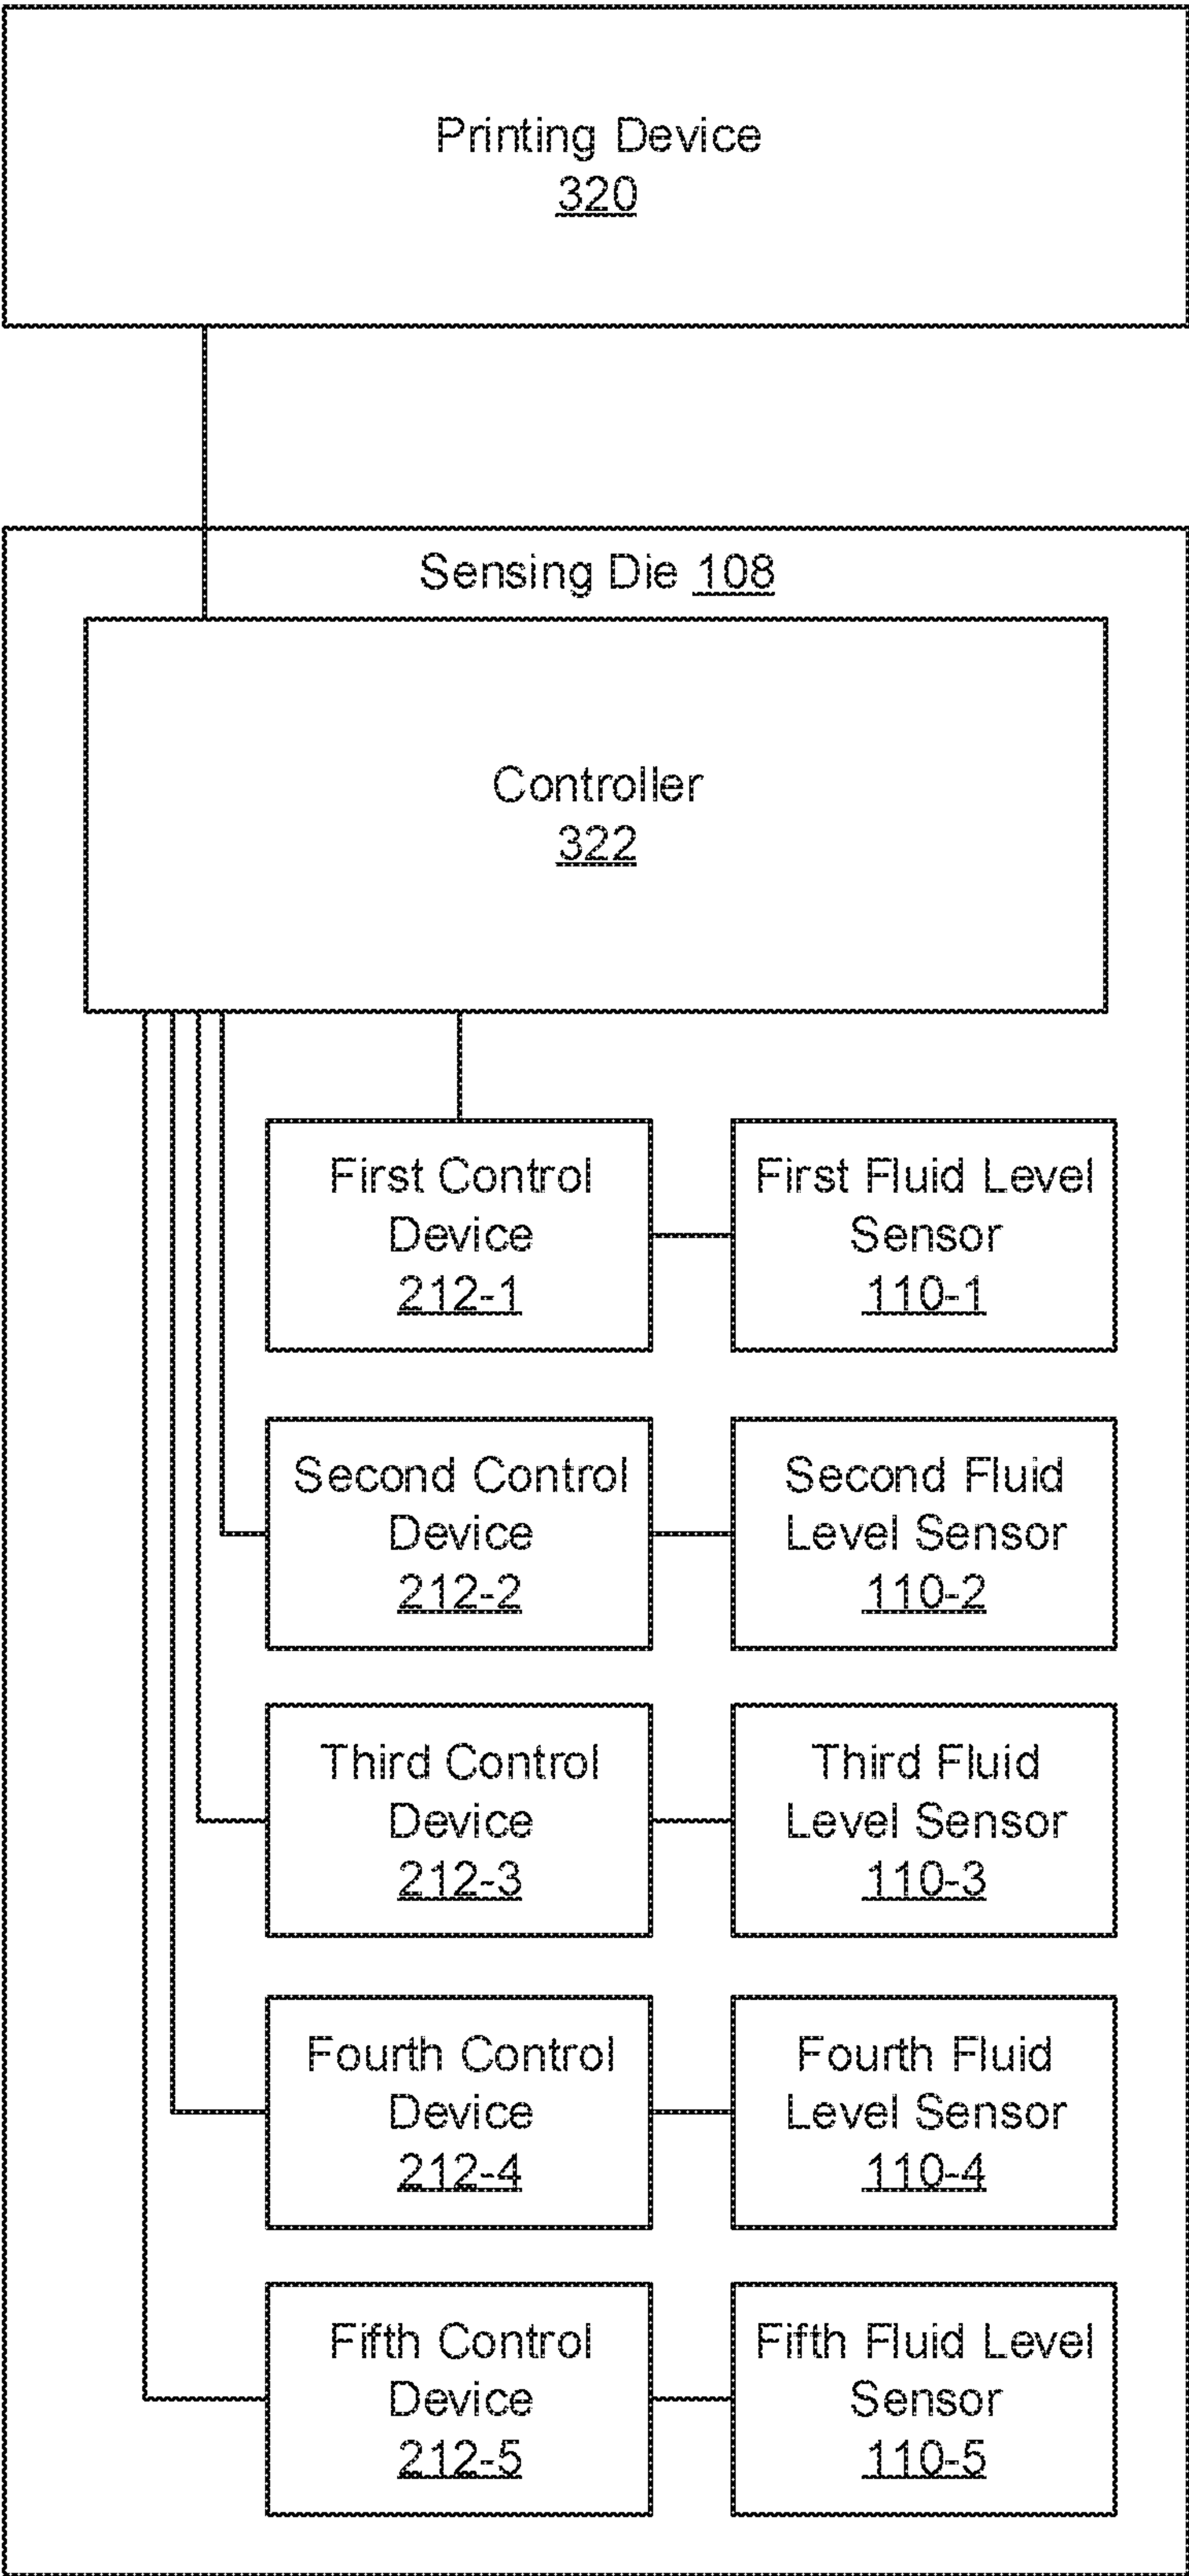 Printing Device
320
Sensing Die 108
Controller
322
First Control
Device
212-1
First Fluid Level
Sensor
110-1
Second Control
Device
212-2
Second Fluid
Level Sensor
110-2
Third Control
Device
212-3
Third Fluid
Level Sensor
110-3
Fourth Control
Device
212-4
Fourth Fluid
Level Sensor
110-4
Fifth Control
Device
212-5
Fifth Fluid Level
Sensor
110-5